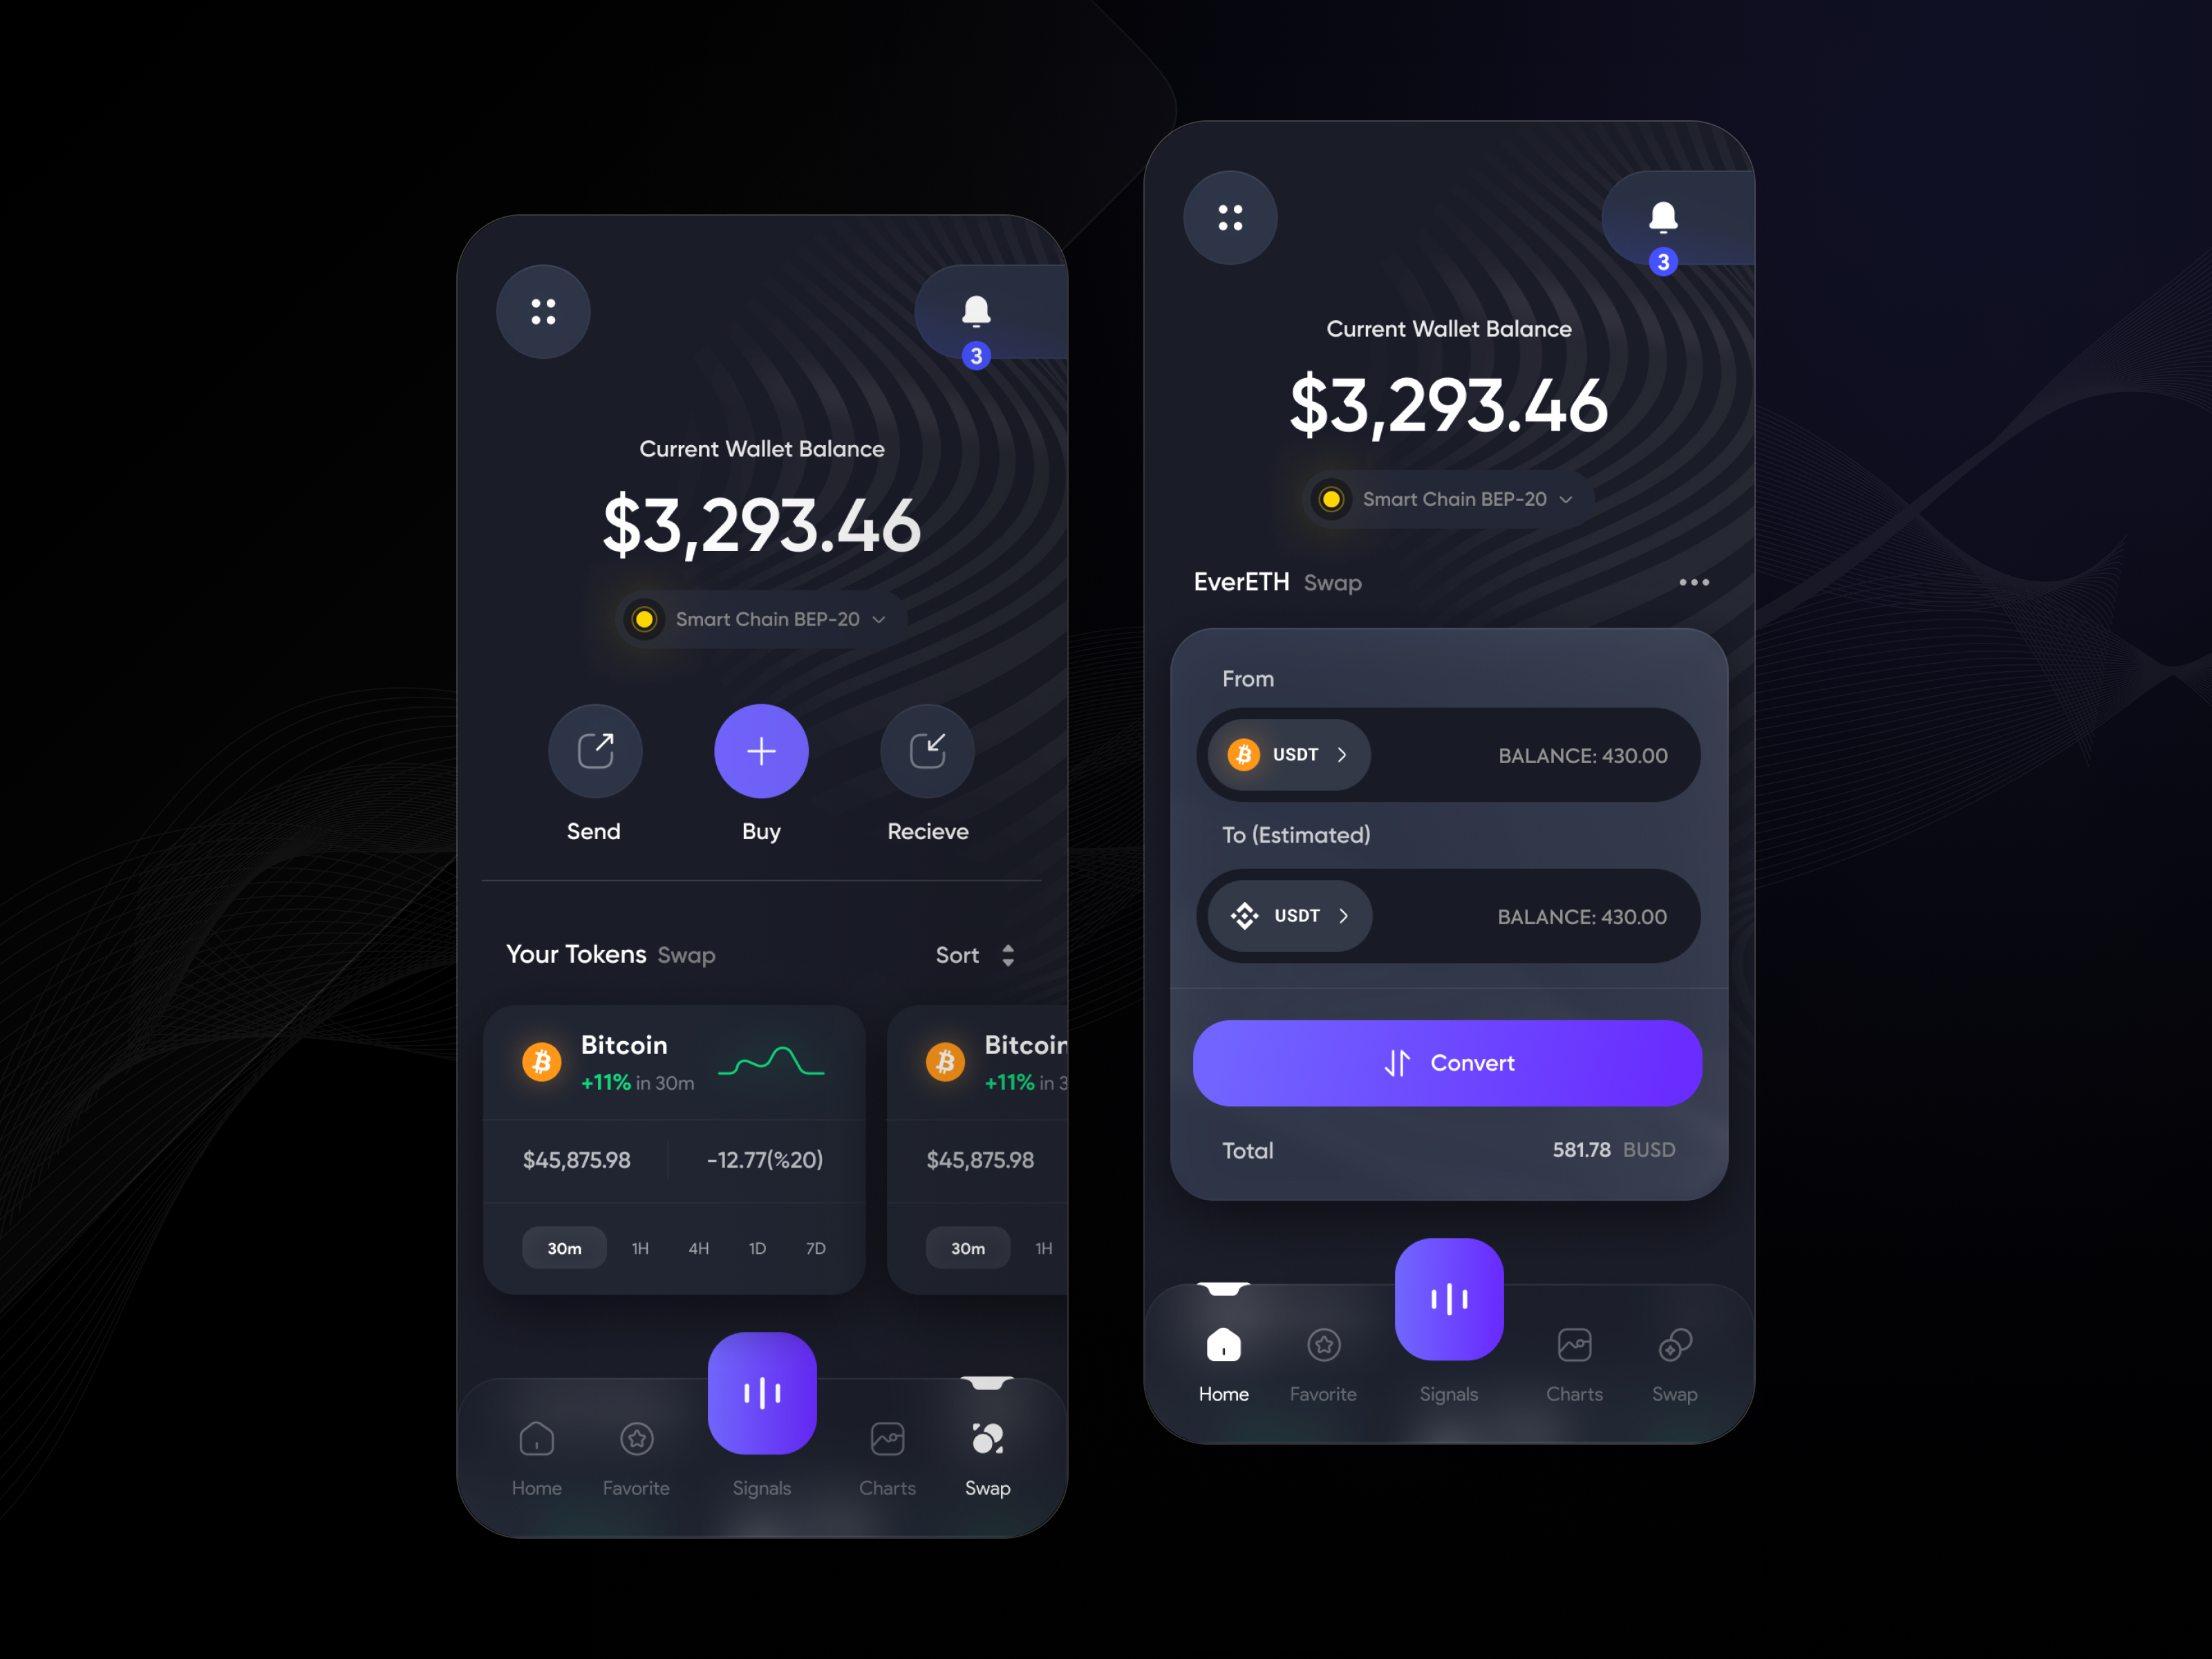 3
Current Wallet Balance
$3,293.46
Smart Chain BEP-20
Send
Buy
Recieve
Your Tokens Swap
Sort
Bitcoin
+11% in 30m
$45,875.98
-12.77(%20)
30m 1H 4H 1D 7D
Bitcoin
+11% in 3
$45,875.98
30m 1H
Home
Favorite
Signals
Charts
Swap
3
Current Wallet Balance
$3,293.46
Smart Chain BEP-20
EverETH Swap
From
USDT
BALANCE: 430.00
To (Estimated)
USDT
BALANCE: 430.00
Convert
Total
581.78 BUSD
Home
Favorite
Signals
Charts
Swap